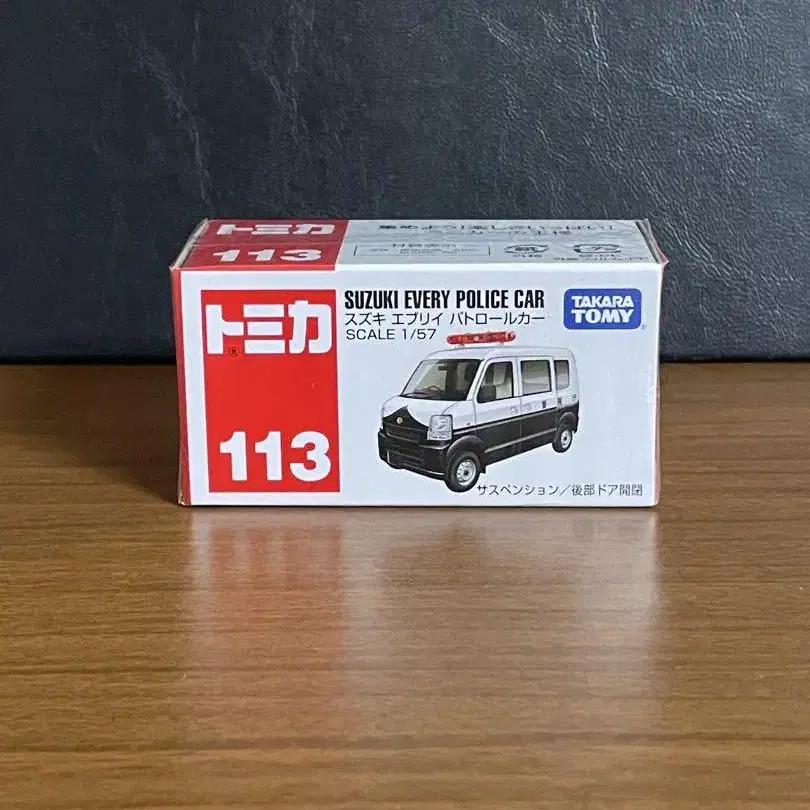 トミカ
113
SUZUKI EVERY POLICE CAR
スズキ エブリイ パトロールカー
SCALE 1/57
TAKARA
TOMY
トミカ
113
サスペンション/後部ドア開閉